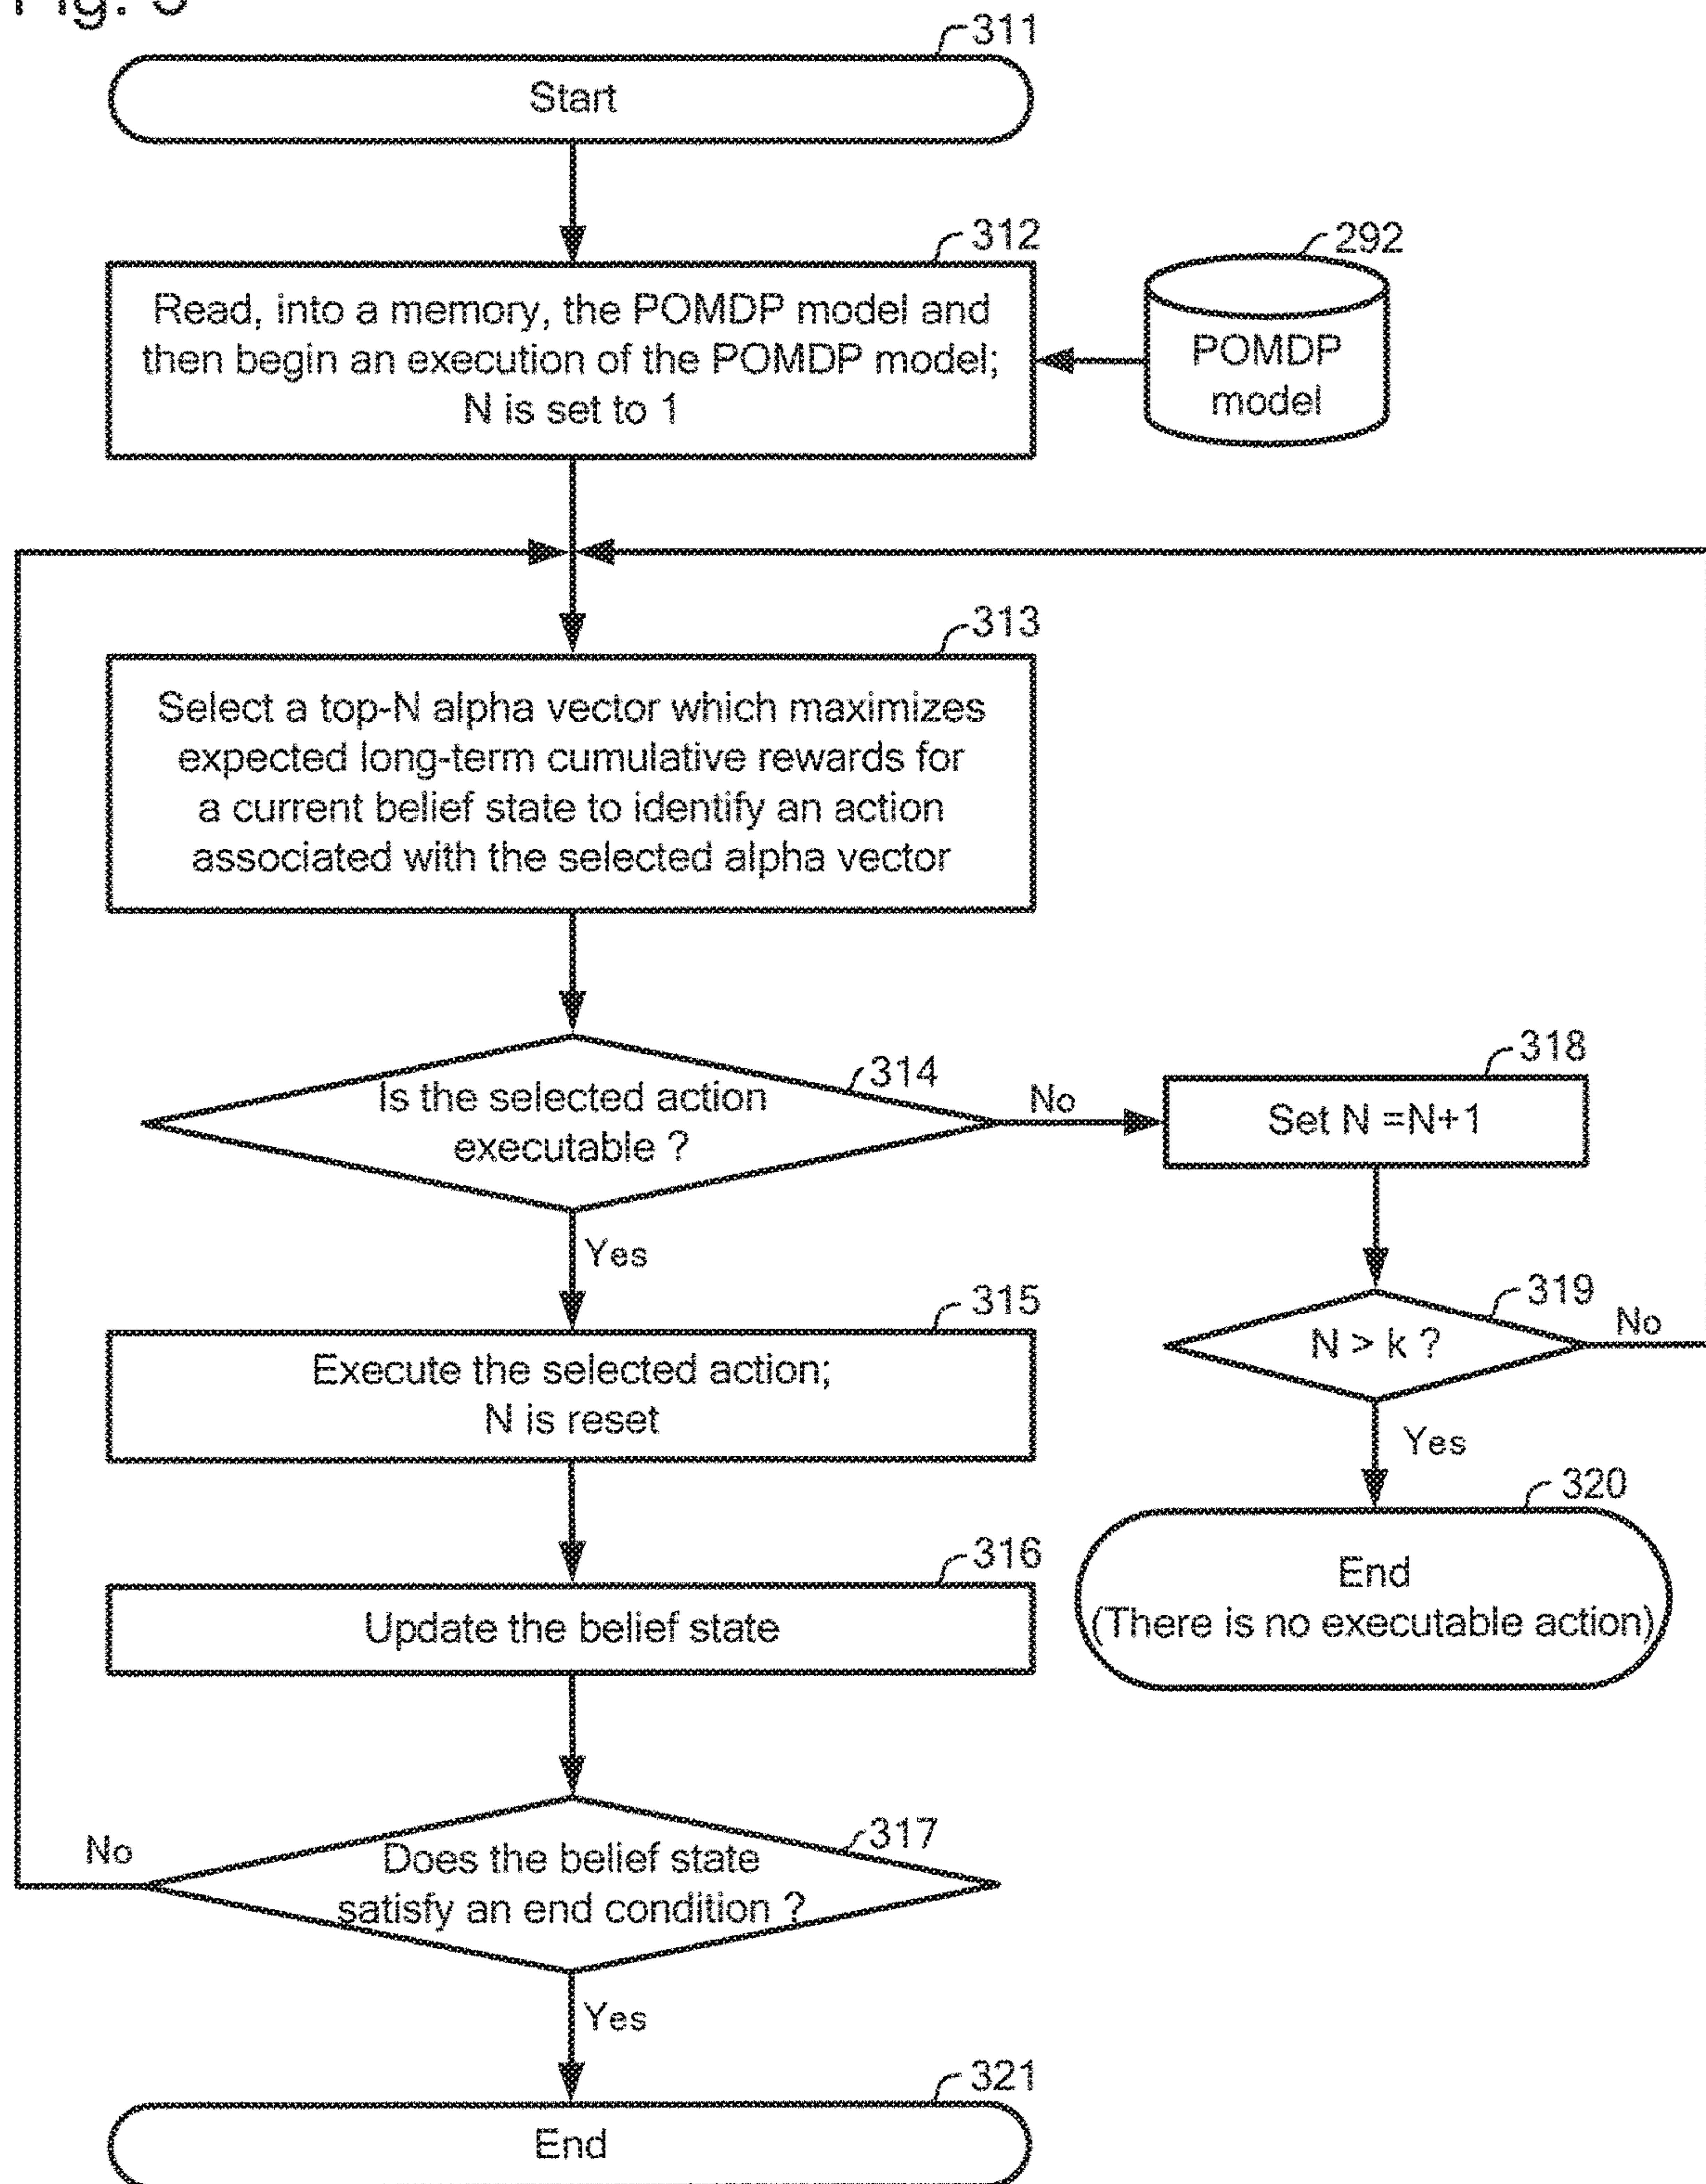 311
Start
312
292
Read, into a memory, the POMDP model and
then begin an execution of the POMDP model;
N is set to 1
POMDP
model
313
Select a top-N alpha vector which maximizes
expected long-term cumulative rewards for
a current belief state to identify an action
associated with the selected alpha vector
314
Is the selected action
executable ?
No
318
Set N =N+1
Yes
319
N > k ?
No
315
Execute the selected action;
N is reset
Yes
320
End
(There is no executable action)
316
Update the belief state
317
Does the belief state
satisfy an end condition ?
No
Yes
321
End